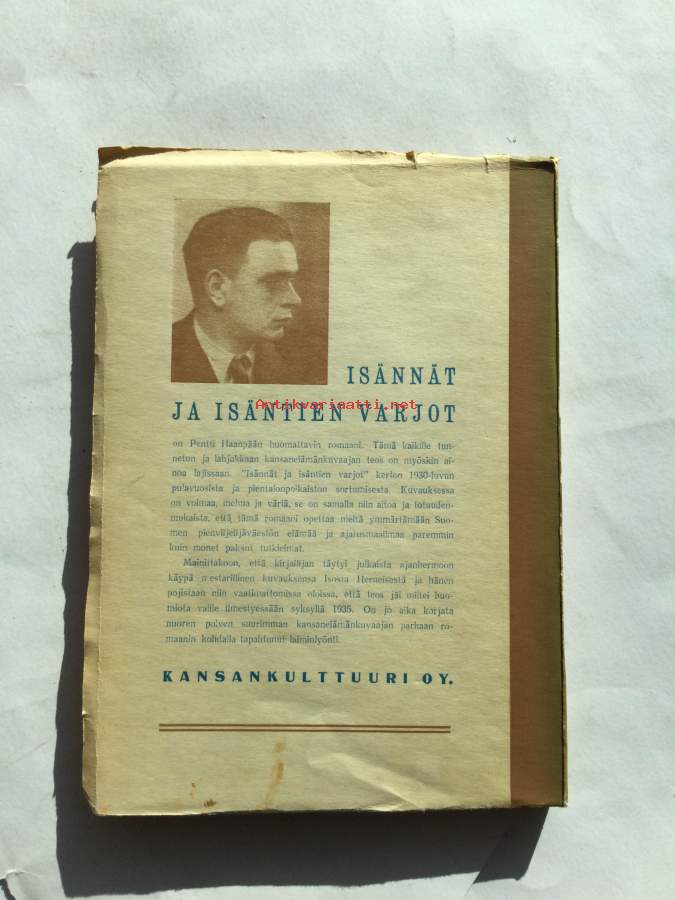 ISÄNNÄT
Antikvariaatti.net
JA ISÄNTIEN VARJOT
on Pentti Haanpään huomattavin romaani. Tämä kaikille tun-
netun ja lahjakkaan kansanelämänkuvaajan teos on myöskin ai-
noa lajissaan. "Isännät ja isäntien varjot" kertoo 1930-luvun
pulavuosista ja pientalonpoikaiston sortumisesta. Kuvauksessa
on voimaa, mehua ja väriä, se on samalla niin aitoa ja totuuden-
mukaista, että tämä romaani opettaa meitä ymmärtämään Suo-
men pienviljelijäväestön elämää ja ajatusmaailmaa paremmin
kuin monet paksut tutkielmat.
Mainittakoon, että kirjailijan täytyi julkaista ajanhermoon
käypä mestarillinen kuvauksensa Isosta Herneisestä ja hänen
pojistaan niin vaatimattomissa oloissa, että teos jäi miltei huo-
miota vaille ilmestyessään syksyllä 1935. On jo aika korjata
nuoren polven suurimman kansanelämänkuvaajan parhaan ro-
maanin kohdalla tapahtunut laiminlyönti.
KANSANKULTTUURI OY.